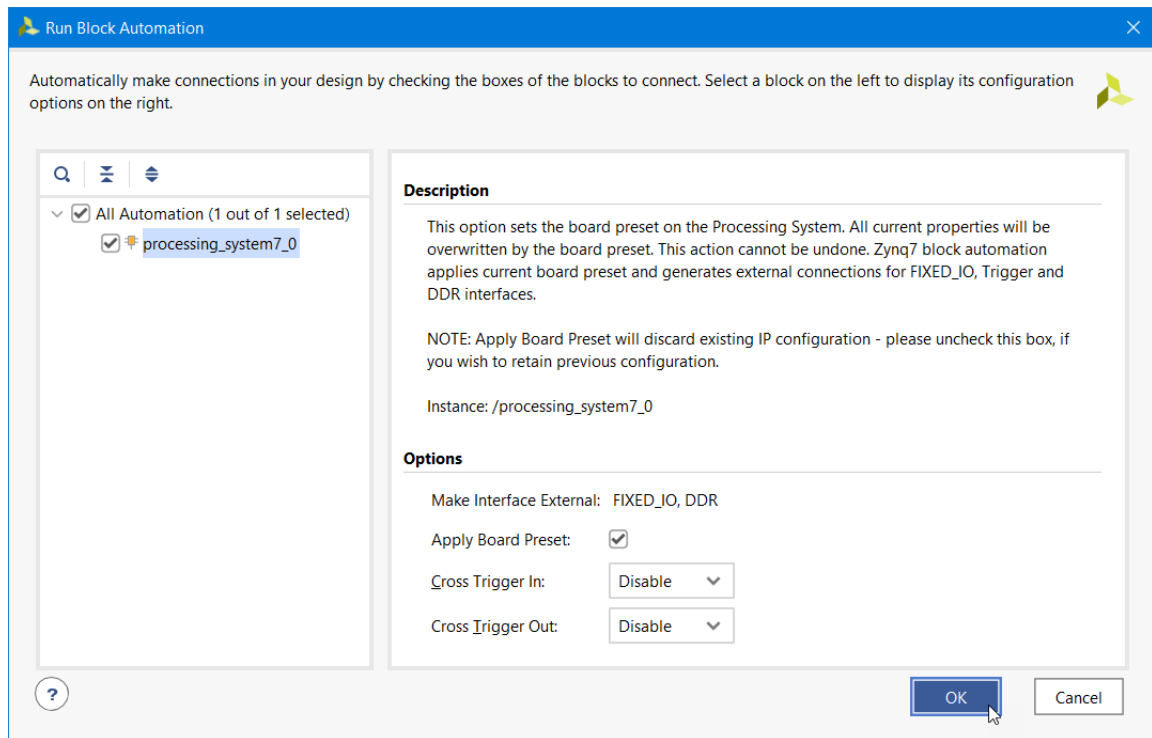 Run Block Automation
Automatically make connections in your design by checking the boxes of the blocks to connect. Select a block on the left to display its configuration
options on the right.
All Automation (1 out of 1 selected)
processing_system7_0
Description
This option sets the board preset on the Processing System. All current properties will be
overwritten by the board preset. This action cannot be undone. Zynq7 block automation
applies current board preset and generates external connections for FIXED_IO, Trigger and
DDR interfaces.
NOTE: Apply Board Preset will discard existing IP configuration - please uncheck this box, if
you wish to retain previous configuration.
Instance: /processing_system7_0
Options
Make Interface External: FIXED_IO, DDR
Apply Board Preset:
Cross Trigger In: Disable
Cross Trigger Out: Disable
?
OK
Cancel